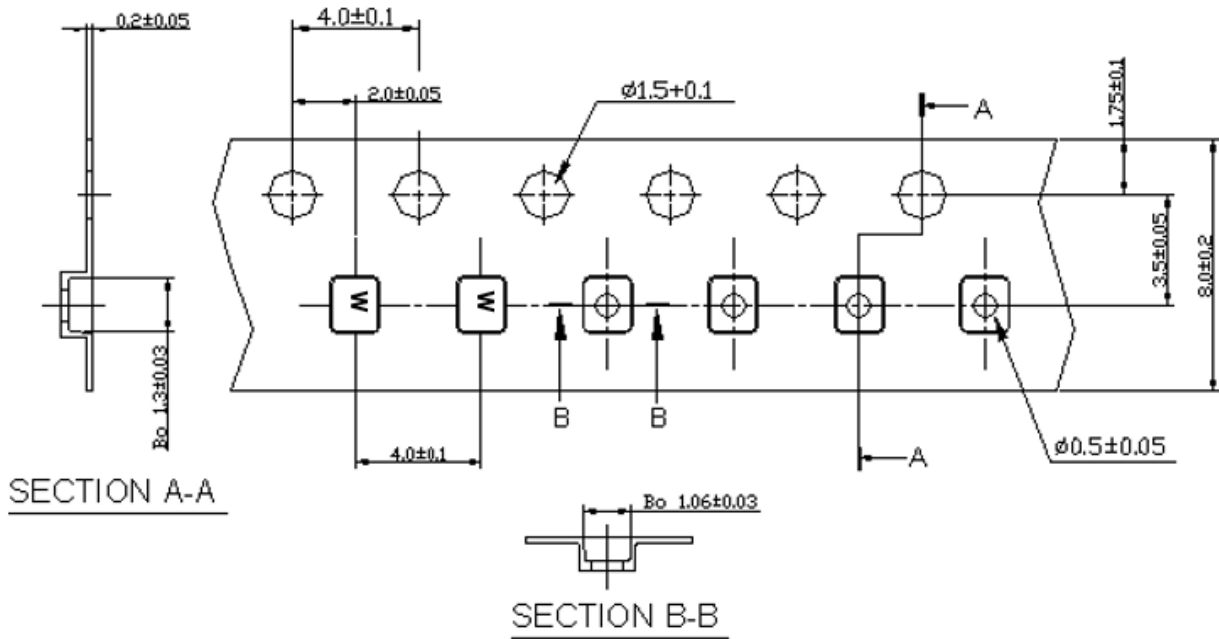 0.2±0.05
4.0±0.1
2.0±0.05
ϕ1.5+0.1
A
1.75±0.1
3.5±0.05
8.0±0.2
W
W
B
B
Bo 1.3±0.03
4.0±0.1
A
ϕ0.5±0.05
SECTION A-A
Bo 1.06±0.03
SECTION B-B